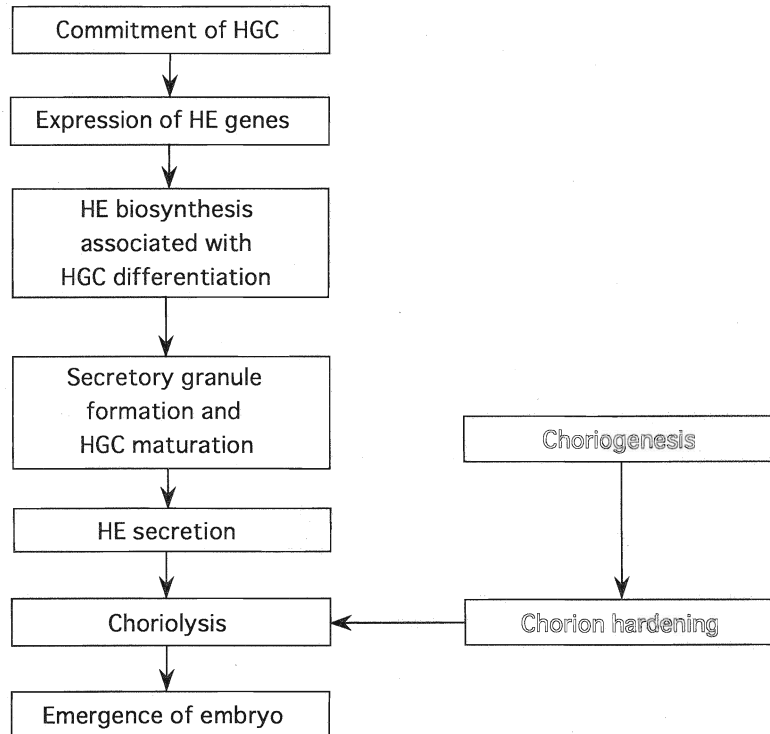 Commitment of HGC
Expression of HE genes
HE biosynthesis
associated with
HGC differentiation
Secretory granule
formation and
HGC maturation
HE secretion
Choriolysis
Emergence of embryo
Choriogenesis
Chorion hardening